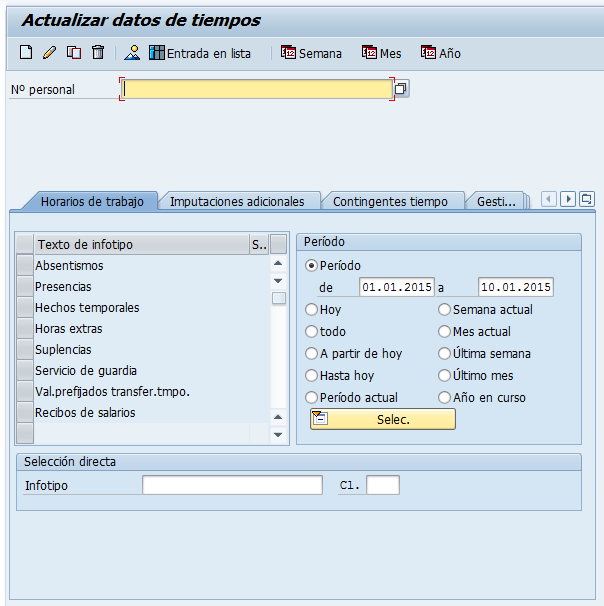 Actualizar datos de tiempos
Entrada en lista Semana Mes Año
Nº personal
Horarios de trabajo Imputaciones adicionales Contingentes tiempo Gesti...
Texto de infotipo S..
Absentismos
Presencias
Hechos temporales
Horas extras
Suplencias
Servicio de guardia
Val.prefijados transfer.tmpo.
Recibos de salarios
Período
Período
de 01.01.2015 a 10.01.2015
Hoy Semana actual
todo Mes actual
A partir de hoy Última semana
Hasta hoy Último mes
Período actual Año en curso
Selec.
Selección directa
Infotipo Cl.